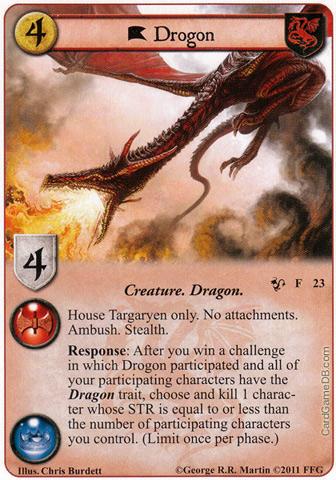 4
Drogon
4
Creature. Dragon.
F 23
House Targaryen only. No attachments.
Ambush. Stealth.
Response: After you win a challenge
in which Drogon participated and all of
your participating characters have the
Dragon trait, choose and kill 1 charac-
ter whose STR is equal to or less than
the number of participating characters
you control. (Limit once per phase.)
CardGameDB.com
Illus. Chris Burdett
©George R.R. Martin ©2011 FFG